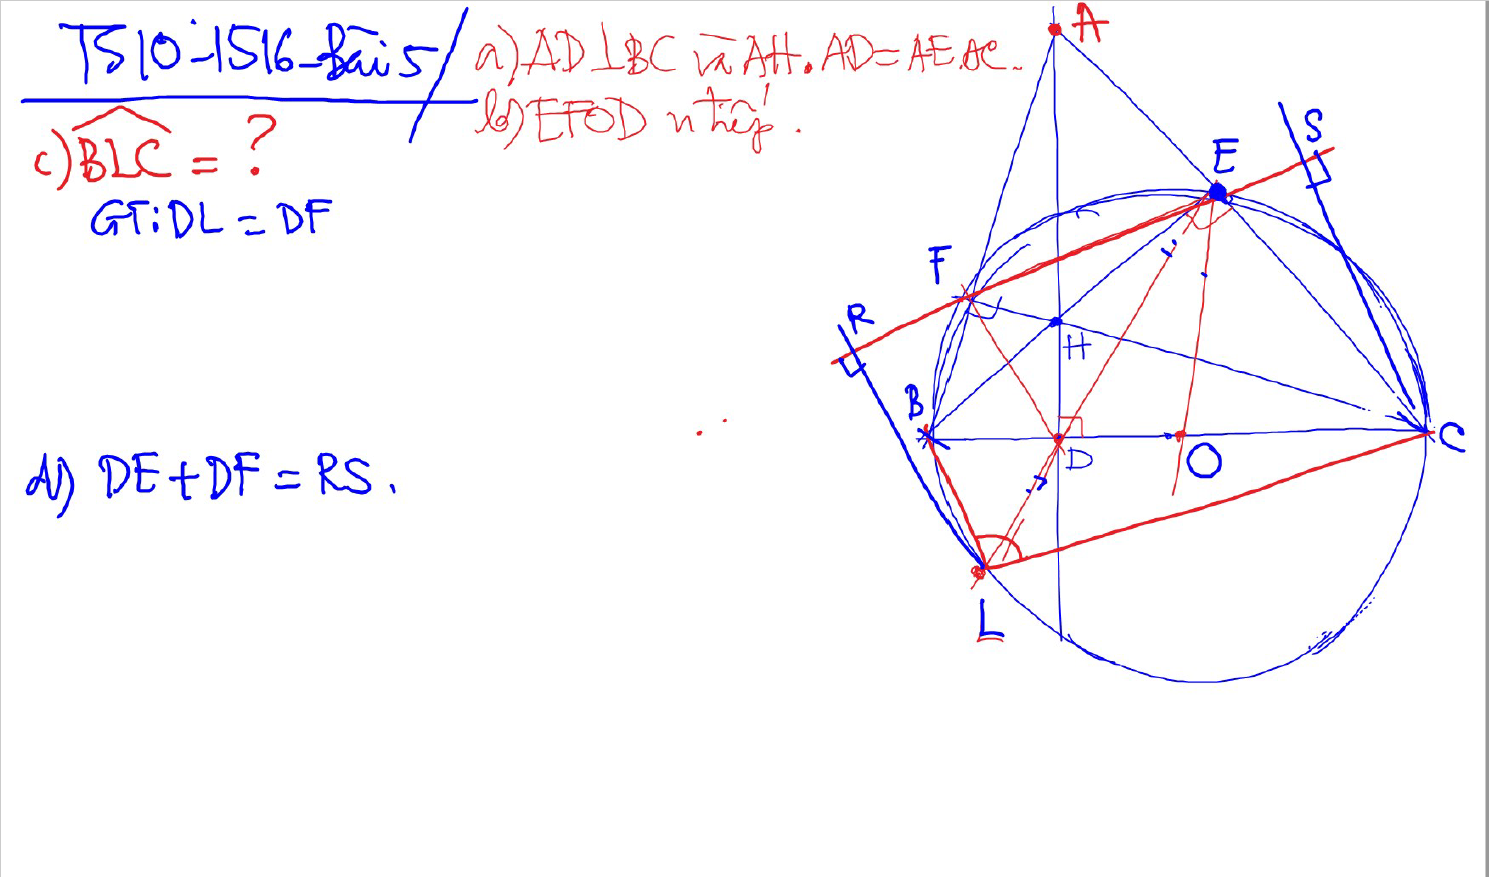 TS10-1516-Bài 5
a) AD⊥BC và AH.AD=AE.AC.
b) EFOD n tiếp.
c) BLC = ?
GT: DL = DF
d) DE+DF=RS.
A
S
E
F
R
H
B
D
O
C
L